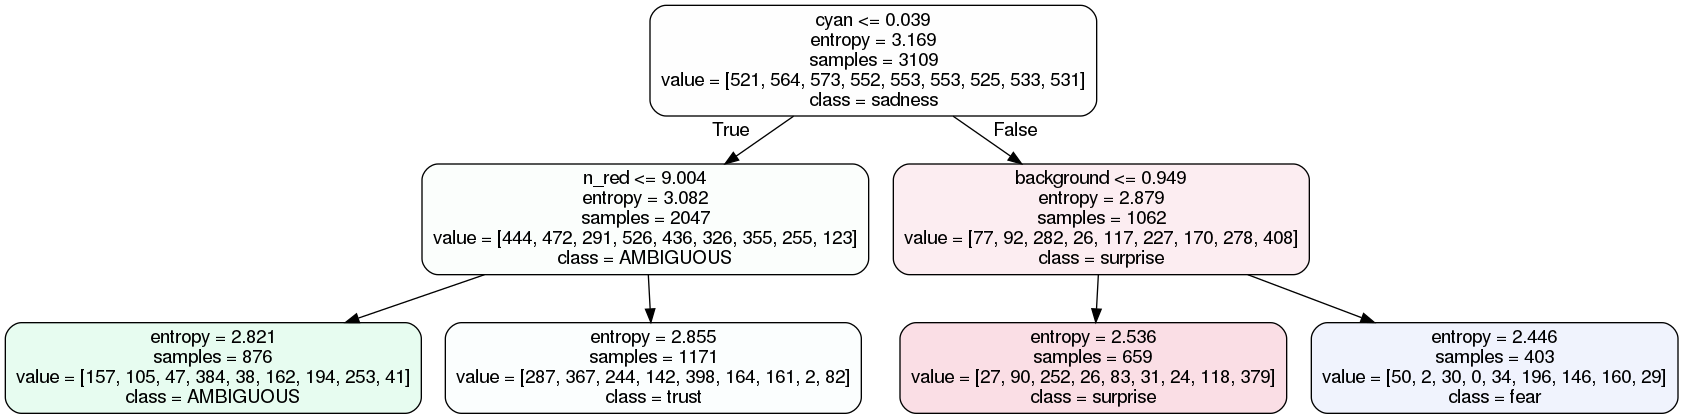 cyan <= 0.039
entropy = 3.169
samples = 3109
value = [521, 564, 573, 552, 553, 553, 525, 533, 531]
class = sadness
True
False
n_red <= 9.004
entropy = 3.082
samples = 2047
value = [444, 472, 291, 526, 436, 326, 355, 255, 123]
class = AMBIGUOUS
background <= 0.949
entropy = 2.879
samples = 1062
value = [77, 92, 282, 26, 117, 227, 170, 278, 408]
class = surprise
entropy = 2.821
samples = 876
value = [157, 105, 47, 384, 38, 162, 194, 253, 41]
class = AMBIGUOUS
entropy = 2.855
samples = 1171
value = [287, 367, 244, 142, 398, 164, 161, 2, 82]
class = trust
entropy = 2.536
samples = 659
value = [27, 90, 252, 26, 83, 31, 24, 118, 379]
class = surprise
entropy = 2.446
samples = 403
value = [50, 2, 30, 0, 34, 196, 146, 160, 29]
class = fear